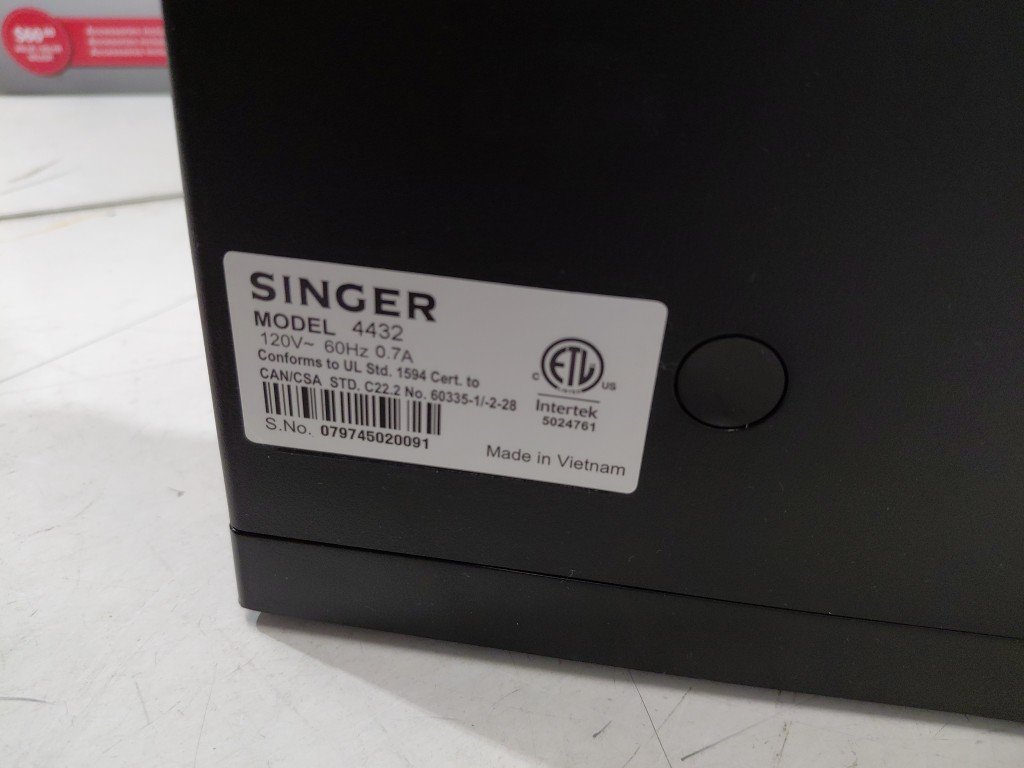 SINGER
MODEL 4432
120V~ 60Hz 0.7A
Conforms to UL Std. 1594 Cert. to
CAN/CSA STD. C22.2 No. 60335-1/-2-28
S.No. 079745020091
ETL
C US
Intertek
5024761
Made in Vietnam